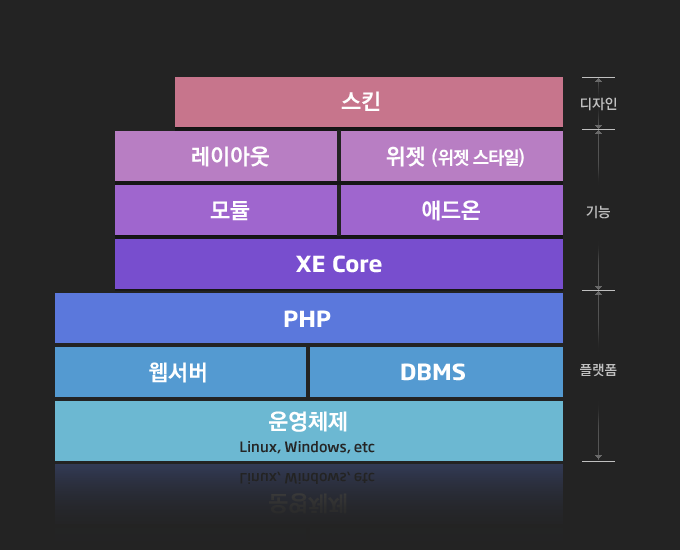 스킨
디자인
레이아웃
위젯 (위젯 스타일)
모듈
애드온
기능
XE Core
PHP
웹서버
DBMS
플랫폼
운영체제
Linux, Windows, etc